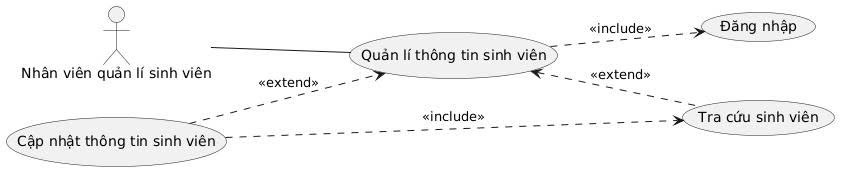 Nhân viên quản lí sinh viên
Quản lí thông tin sinh viên
«include»
Đăng nhập
«extend»
«extend»
Cập nhật thông tin sinh viên
«include»
Tra cứu sinh viên